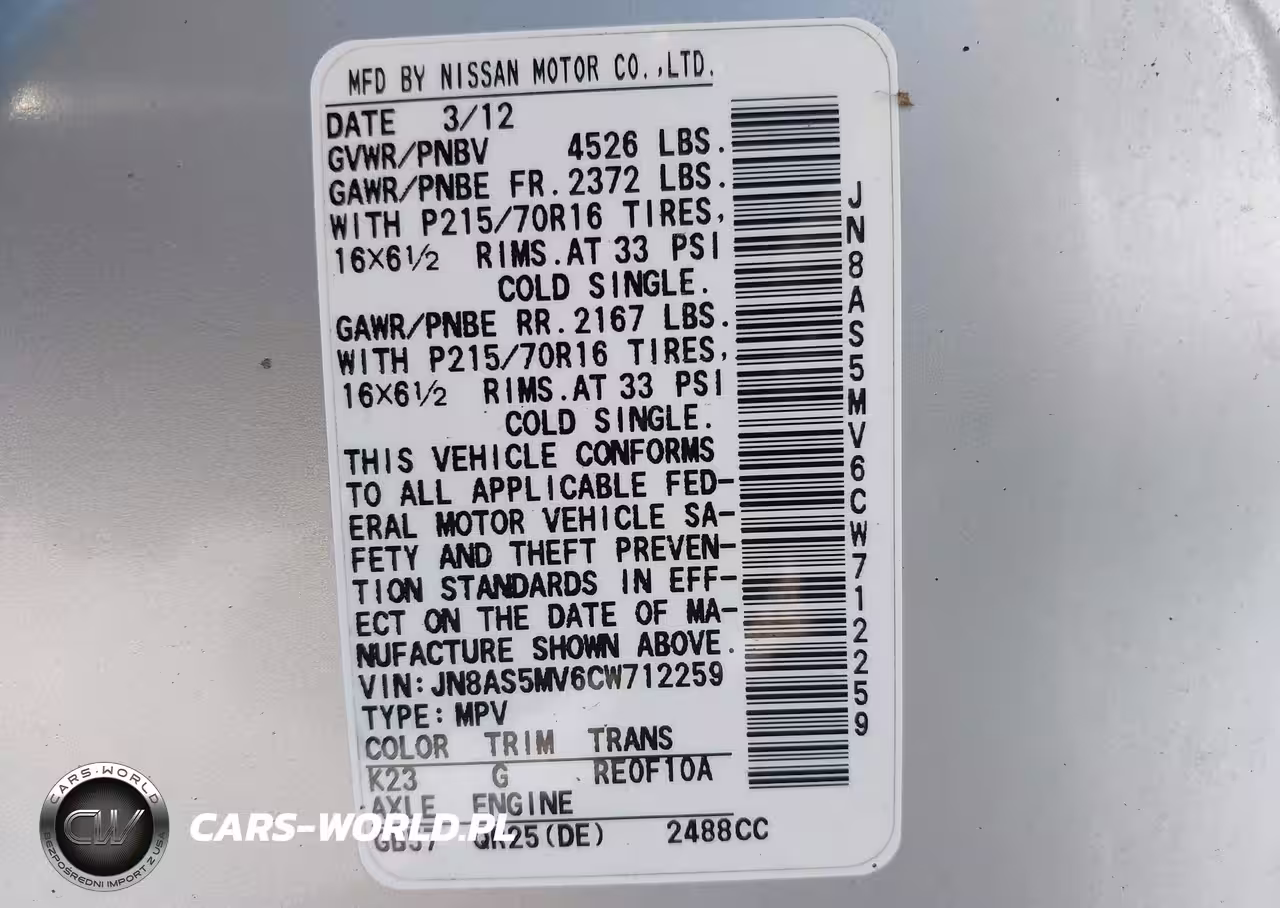 MFD BY NISSAN MOTOR CO.,LTD.
DATE 3/12
GVWR/PNBV 4526 LBS.
GAWR/PNBE FR.2372 LBS.
WITH P215/70R16 TIRES,
16×6½ RIMS.AT 33 PSI
COLD SINGLE.
GAWR/PNBE RR.2167 LBS.
WITH P215/70R16 TIRES,
16×6½ RIMS.AT 33 PSI
COLD SINGLE.
THIS VEHICLE CONFORMS
TO ALL APPLICABLE FED-
ERAL MOTOR VEHICLE SA-
FETY AND THEFT PREVEN-
TION STANDARDS IN EFF-
ECT ON THE DATE OF MA-
NUFACTURE SHOWN ABOVE.
VIN:JN8AS5MV6CW712259
TYPE:MPV
COLOR TRIM TRANS
K23 G RE0F10A
AXLE ENGINE
QR25(DE) 2488CC
JN8AS5MV6CW712259
CARS-WORLD
CW
BEZPOŚREDNI IMPORT Z USA
CARS-WORLD.PL